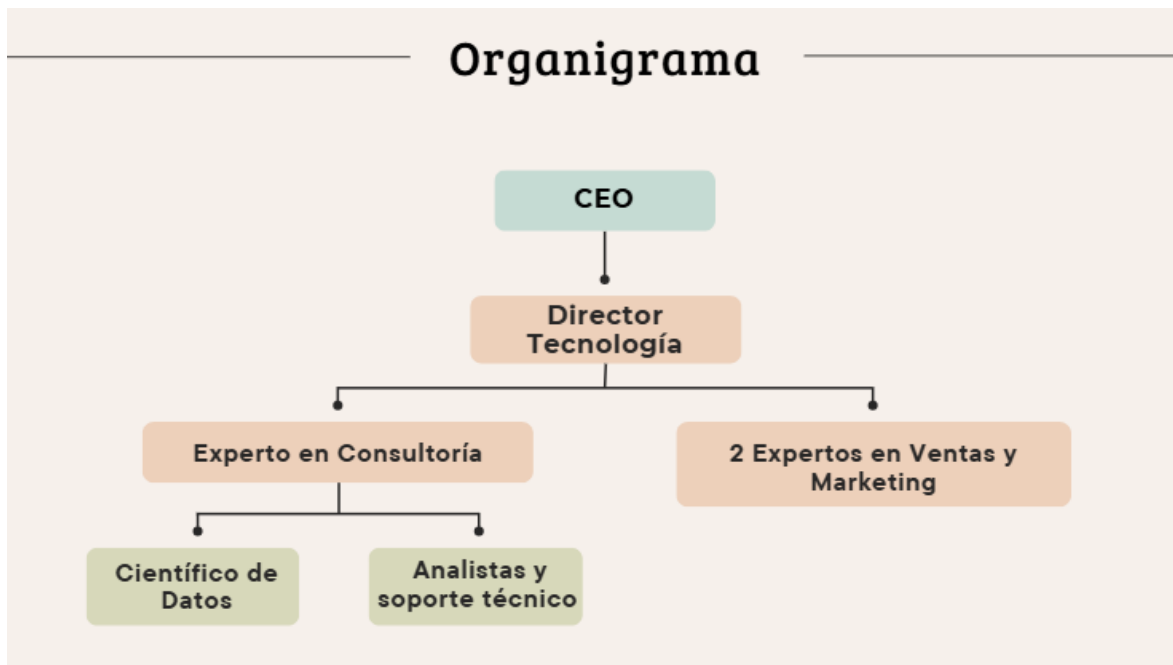 Organigrama
CEO
Director
Tecnología
Experto en Consultoría
2 Expertos en Ventas y
Marketing
Científico de
Datos
Analistas y
soporte técnico